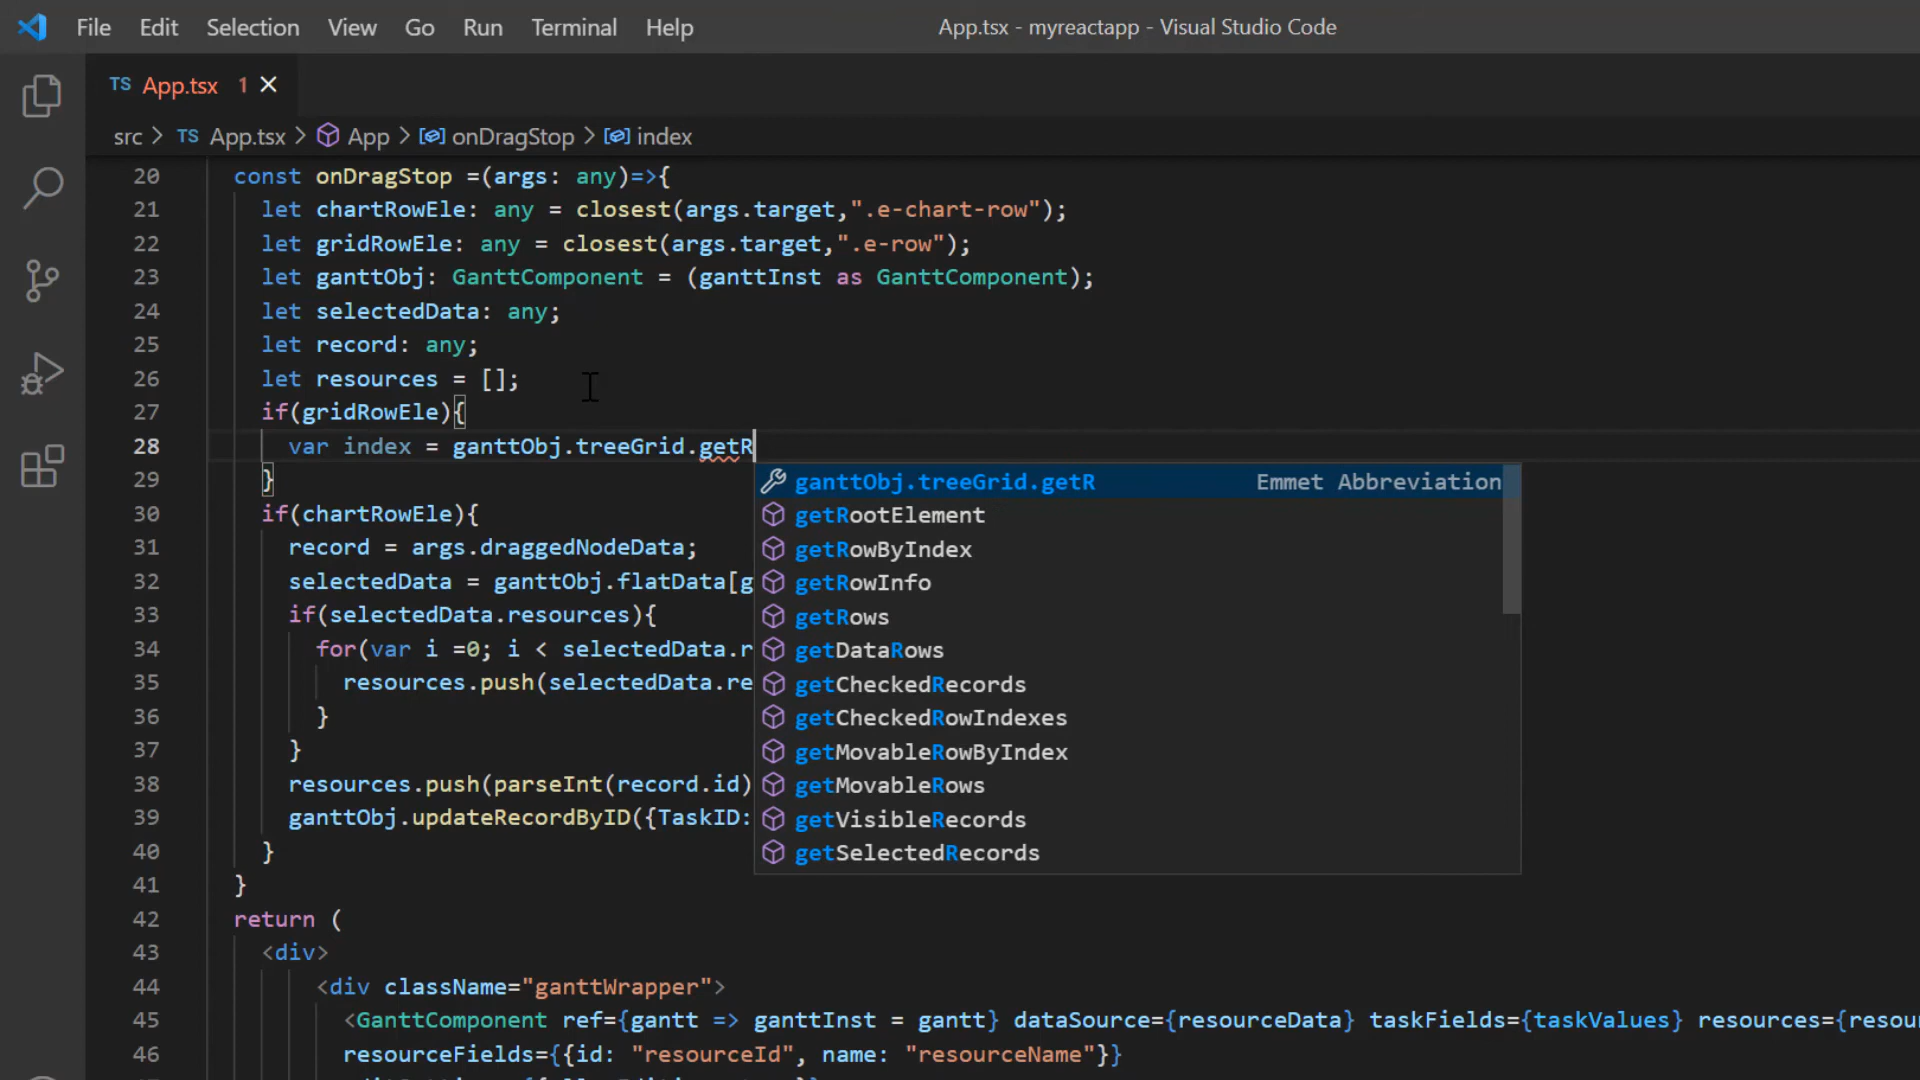 File Edit Selection View Go Run Terminal Help App.tsx - myreactapp - Visual Studio Code
TS App.tsx 1
src > TS App.tsx > App > onDragStop > index
20 const onDragStop =(args: any)=>{
21 let chartRowEle: any = closest(args.target,".e-chart-row");
22 let gridRowEle: any = closest(args.target,".e-row");
23 let ganttObj: GanttComponent = (ganttInst as GanttComponent);
24 let selectedData: any;
25 let record: any;
26 let resources = [];
27 if(gridRowEle){
28 var index = ganttObj.treeGrid.getR
ganttObj.treeGrid.getR Emmet Abbreviation
getRootElement
getRowByIndex
getRowInfo
getRows
getDataRows
getCheckedRecords
getCheckedRowIndexes
getMovableRowByIndex
getMovableRows
getVisibleRecords
getSelectedRecords
29 }
30 if(chartRowEle){
31 record = args.draggedNodeData;
32 selectedData = ganttObj.flatData[g
33 if(selectedData.resources){
34 for(var i =0; i < selectedData.r
35 resources.push(selectedData.re
36 }
37 }
38 resources.push(parseInt(record.id)
39 ganttObj.updateRecordByID({TaskID:
40 }
41 }
42 return (
43 <div>
44 <div className="ganttWrapper">
45 <GanttComponent ref={gantt => ganttInst = gantt} dataSource={resourceData} taskFields={taskValues} resources={resou
46 resourceFields={{id: "resourceId", name: "resourceName"}}